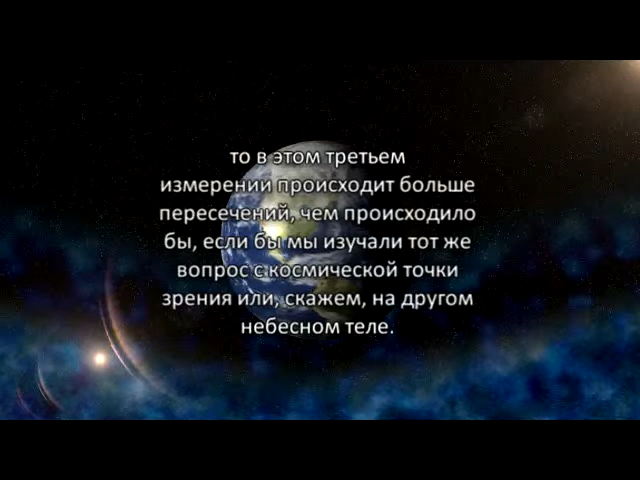 то в этом третьем
измерении происходит больше
пересечений, чем происходило
бы, если бы мы изучали тот же
вопрос с космической точки
зрения или, скажем, на другом
небесном теле.